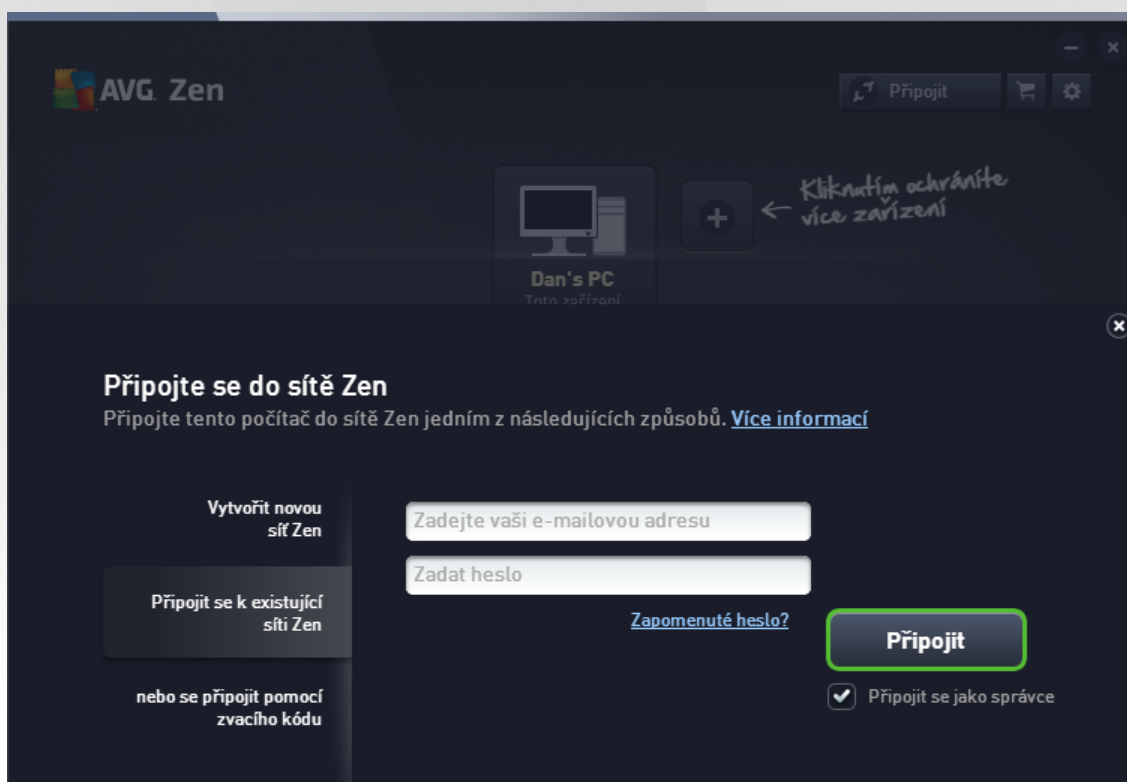 AVG. Zen
Připojit
Kliknutím ochráníte
více zařízení
Dan's PC
Toto zařízení
Připojte se do sítě Zen
Připojte tento počítač do sítě Zen jedním z následujících způsobů. Více informací
Vytvořit novou
síť Zen
Připojit se k existující
síti Zen
nebo se připojit pomocí
zvacího kódu
Zadejte vaši e-mailovou adresu
Zadat heslo
Zapomenuté heslo?
Připojit
Připojit se jako správce